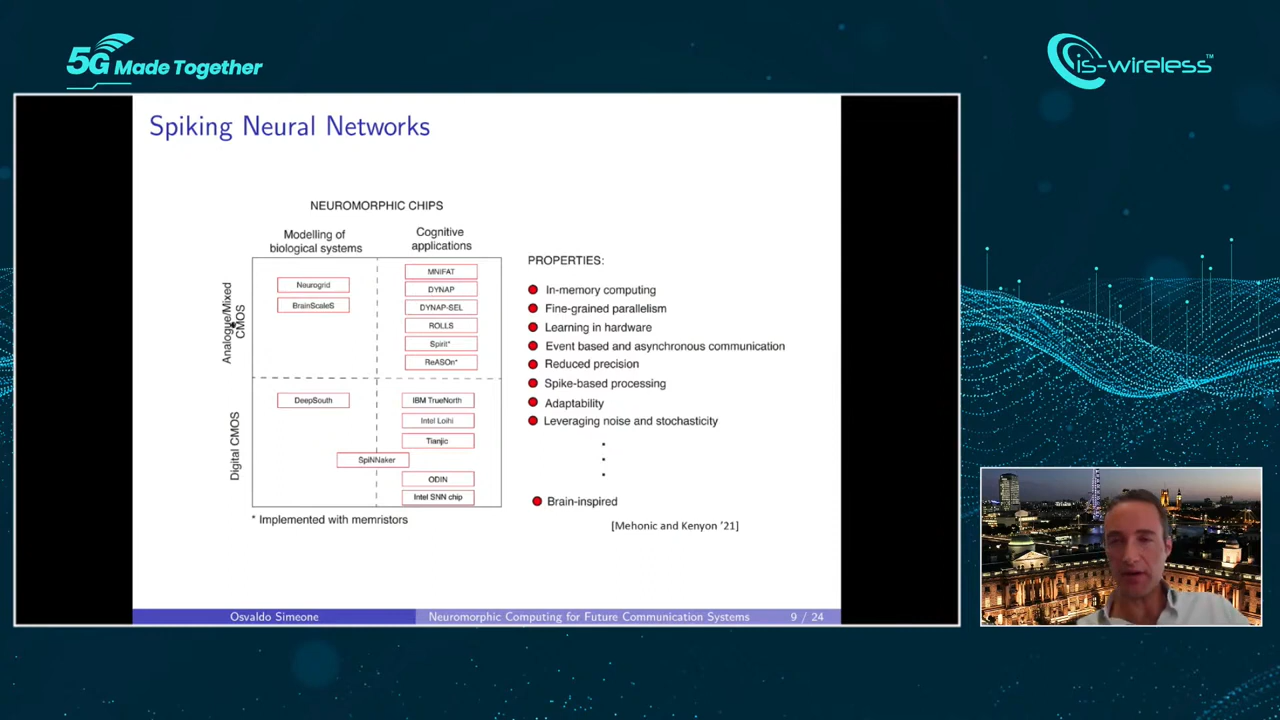 5G Made Together
is-wireless™
Spiking Neural Networks
NEUROMORPHIC CHIPS
Modelling of
biological systems
Cognitive
applications
Analogue/Mixed
CMOS
Neurogrid
BrainScaleS
MNIFAT
DYNAP
DYNAP-SEL
ROLLS
Spirit*
ReASOn*
Digital CMOS
DeepSouth
IBM TrueNorth
Intel Loihi
Tianjic
SpiNNaker
ODIN
Intel SNN chip
* Implemented with memristors
PROPERTIES:
In-memory computing
Fine-grained parallelism
Learning in hardware
Event based and asynchronous communication
Reduced precision
Spike-based processing
Adaptability
Leveraging noise and stochasticity
Brain-inspired
[Mehonic and Kenyon '21]
Osvaldo Simeone
Neuromorphic Computing for Future Communication Systems
9 / 24